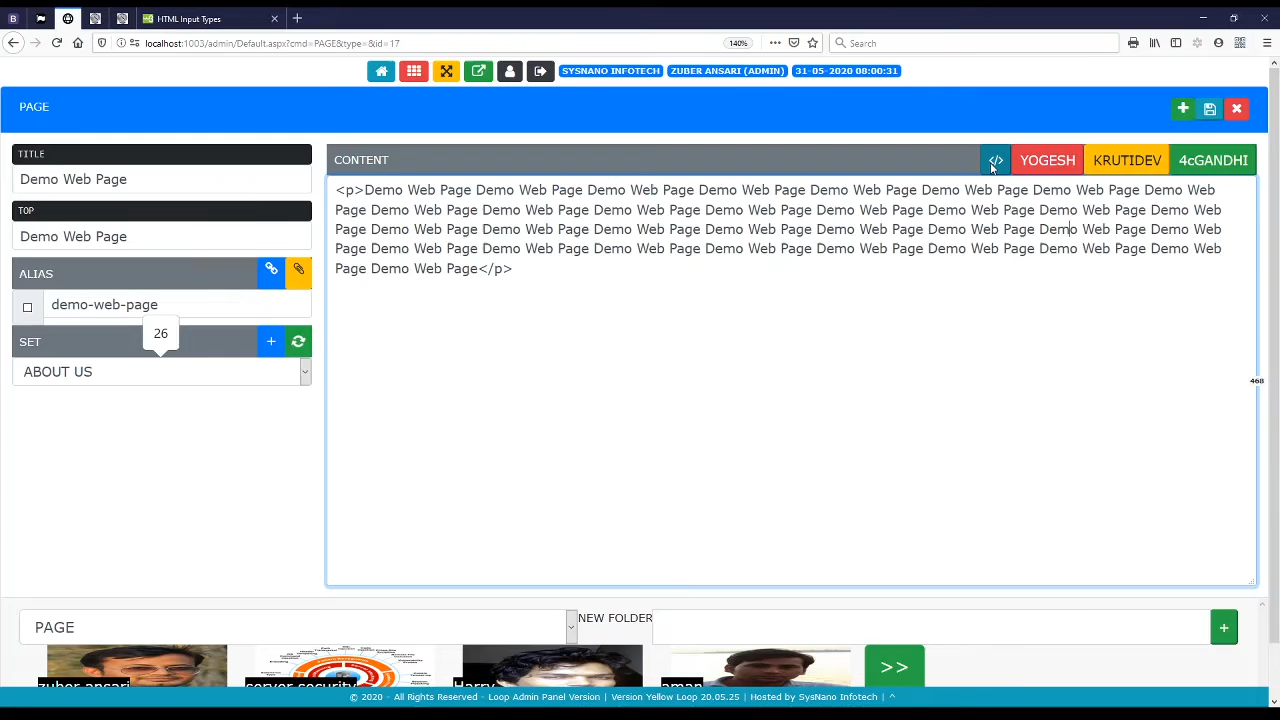 HTML Input Types
localhost:1003/admin/Default.aspx?cmd=PAGE&type=&id=17
140%
Search
SYSNANO INFOTECH
ZUBER ANSARI (ADMIN)
31-05-2020 08:00:31
PAGE
TITLE
Demo Web Page
TOP
Demo Web Page
ALIAS
demo-web-page
26
SET
ABOUT US
CONTENT
</>
YOGESH
KRUTIDEV
4cGANDHI
<p>Demo Web Page Demo Web Page Demo Web Page Demo Web Page Demo Web Page Demo Web Page Demo Web Page Demo Web
Page Demo Web Page Demo Web Page Demo Web Page Demo Web Page Demo Web Page Demo Web Page Demo Web Page Demo Web
Page Demo Web Page Demo Web Page Demo Web Page Demo Web Page Demo Web Page Demo Web Page Demo Web Page Demo Web
Page Demo Web Page Demo Web Page Demo Web Page Demo Web Page Demo Web Page Demo Web Page Demo Web Page Demo Web
Page Demo Web Page</p>
468
PAGE
NEW FOLDER
+
zuber ansari
server security
Harry
aman
>>
© 2020 - All Rights Reserved - Loop Admin Panel Version | Version Yellow Loop 20.05.25 | Hosted by SysNano Infotech | ^